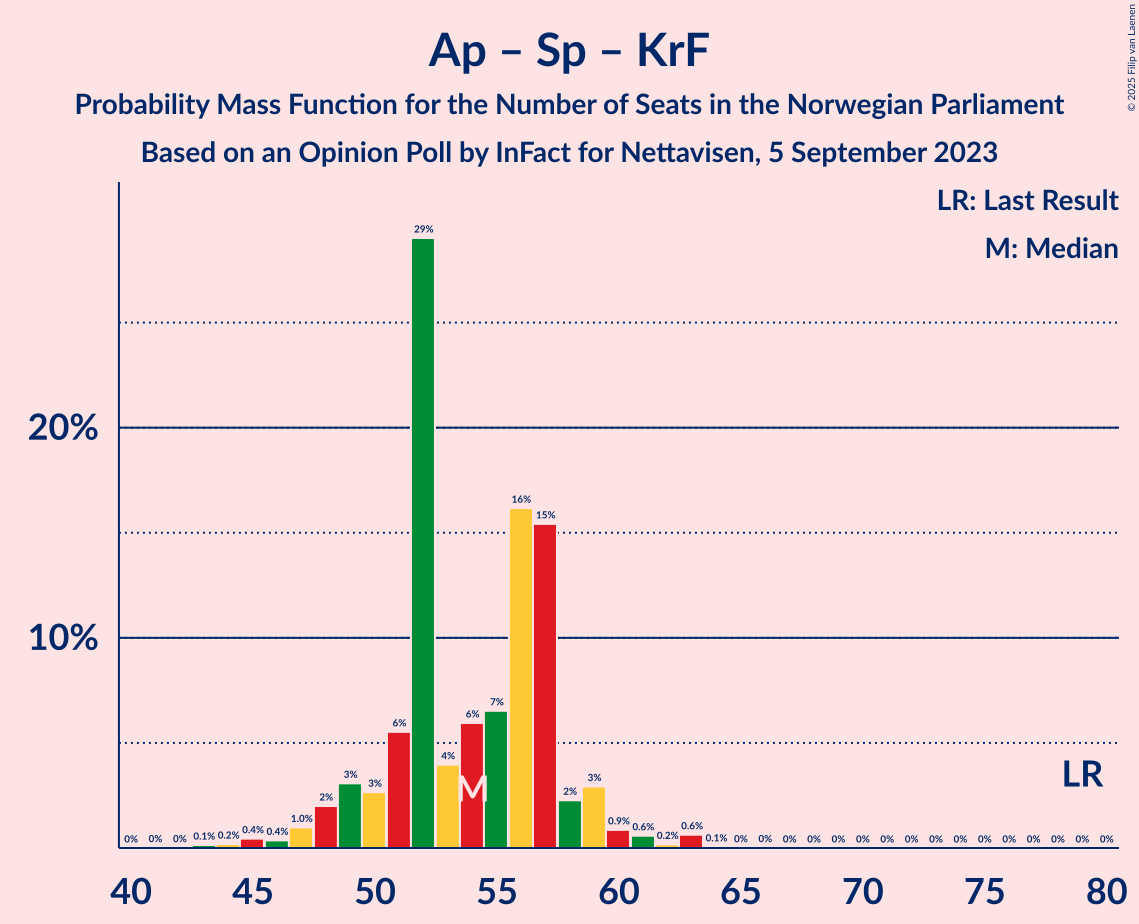 Ap – Sp – KrF
Probability Mass Function for the Number of Seats in the Norwegian Parliament
Based on an Opinion Poll by InFact for Nettavisen, 5 September 2023
© 2025 Filip van Laenen
LR: Last Result
M: Median
29%
20%
16%
15%
10%
7%
6%
6%
4%
3%
3%
2%
2%
3%
M
LR
0% 0% 0% 0.1% 0.2% 0.4% 0.4% 1.0% 0.9% 0.6% 0.2% 0.6% 0.1% 0% 0% 0% 0% 0% 0% 0% 0% 0% 0% 0% 0% 0% 0% 0% 0%
40 45 50 55 60 65 70 75 80